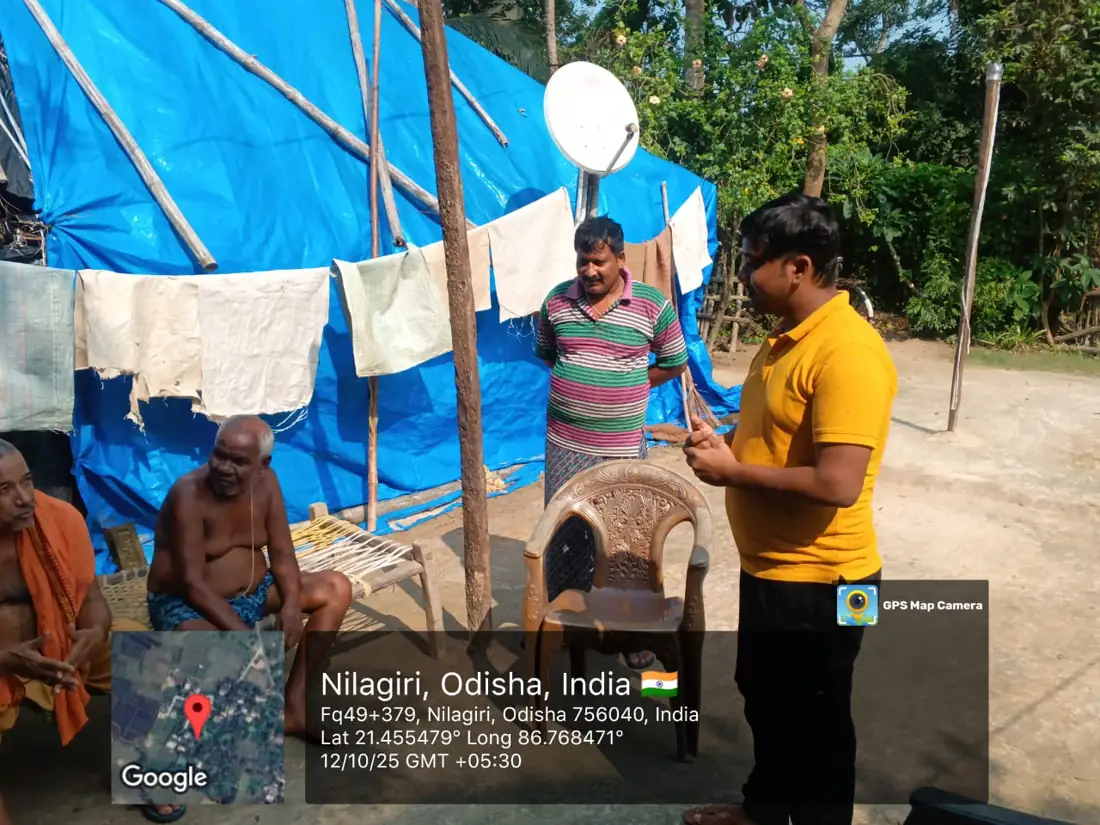 GPS Map Camera
Nilagiri, Odisha, India
Fq49+379, Nilagiri, Odisha 756040, India
Lat 21.455479° Long 86.768471°
12/10/25 GMT +05:30
Google